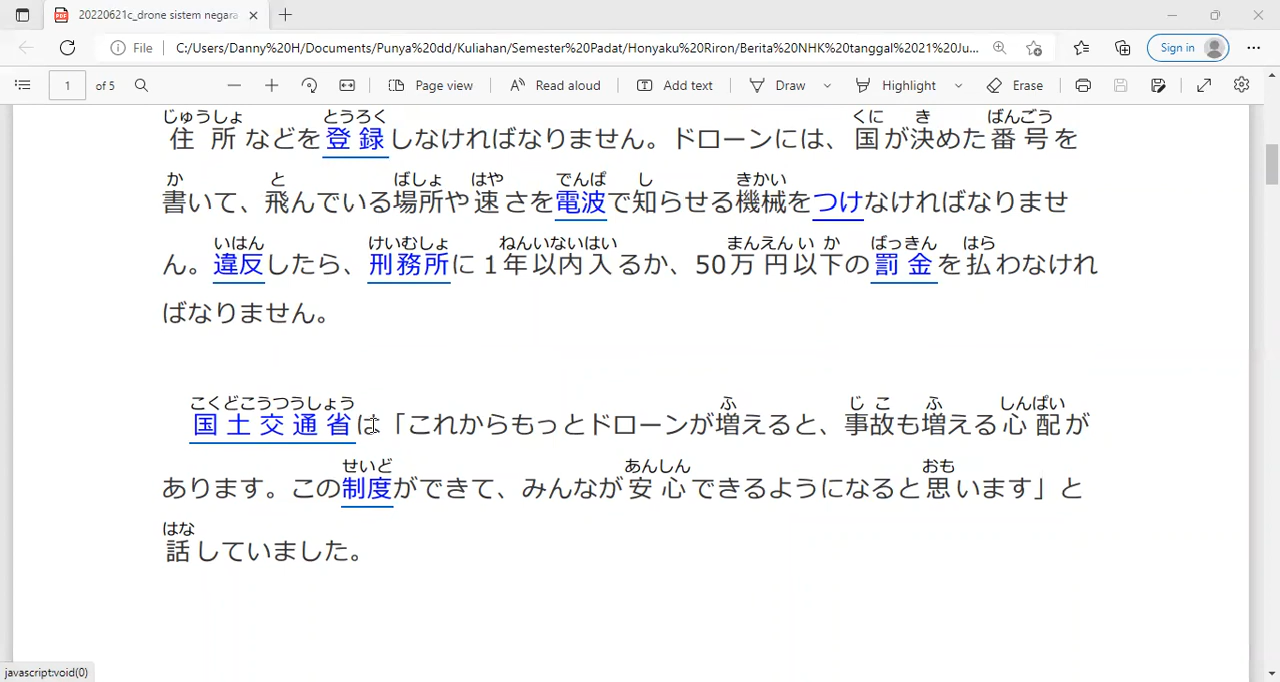 20220621c_drone sistem negara
File
C:/Users/Danny%20H/Documents/Punya%20dd/Kuliahan/Semester%20Padat/Honyaku%20Riron/Berita%20NHK%20tanggal%2021%20Ju...
Sign in
1 of 5
Page view
Read aloud
Add text
Draw
Highlight
Erase
じゅうしょ とうろく くに き ばんごう
住所などを登録しなければなりません。ドローンには、国が決めた番号を
か と ばしょ はや でんぱ し きかい
書いて、飛んでいる場所や速さを電波で知らせる機械をつけなければなりませ
いはん けいむしょ ねんいないはい まんえんいか ばっきん はら
ん。違反したら、刑務所に1年以内入るか、50万円以下の罰金を払わなけれ
ばなりません。
こくどこうつうしょう ふ じこ ふ しんぱい
国土交通省は「これからもっとドローンが増えると、事故も増える心配が
せいど あんしん おも
あります。この制度ができて、みんなが安心できるようになると思います」と
はな
話していました。
javascript:void(0)